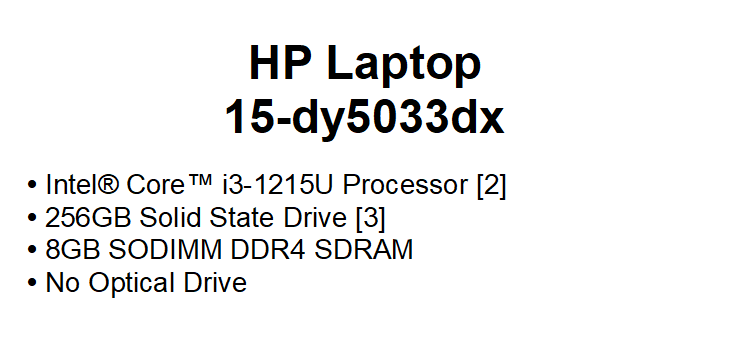 HP Laptop
15-dy5033dx
• Intel® Core™ i3-1215U Processor [2]
• 256GB Solid State Drive [3]
• 8GB SODIMM DDR4 SDRAM
• No Optical Drive